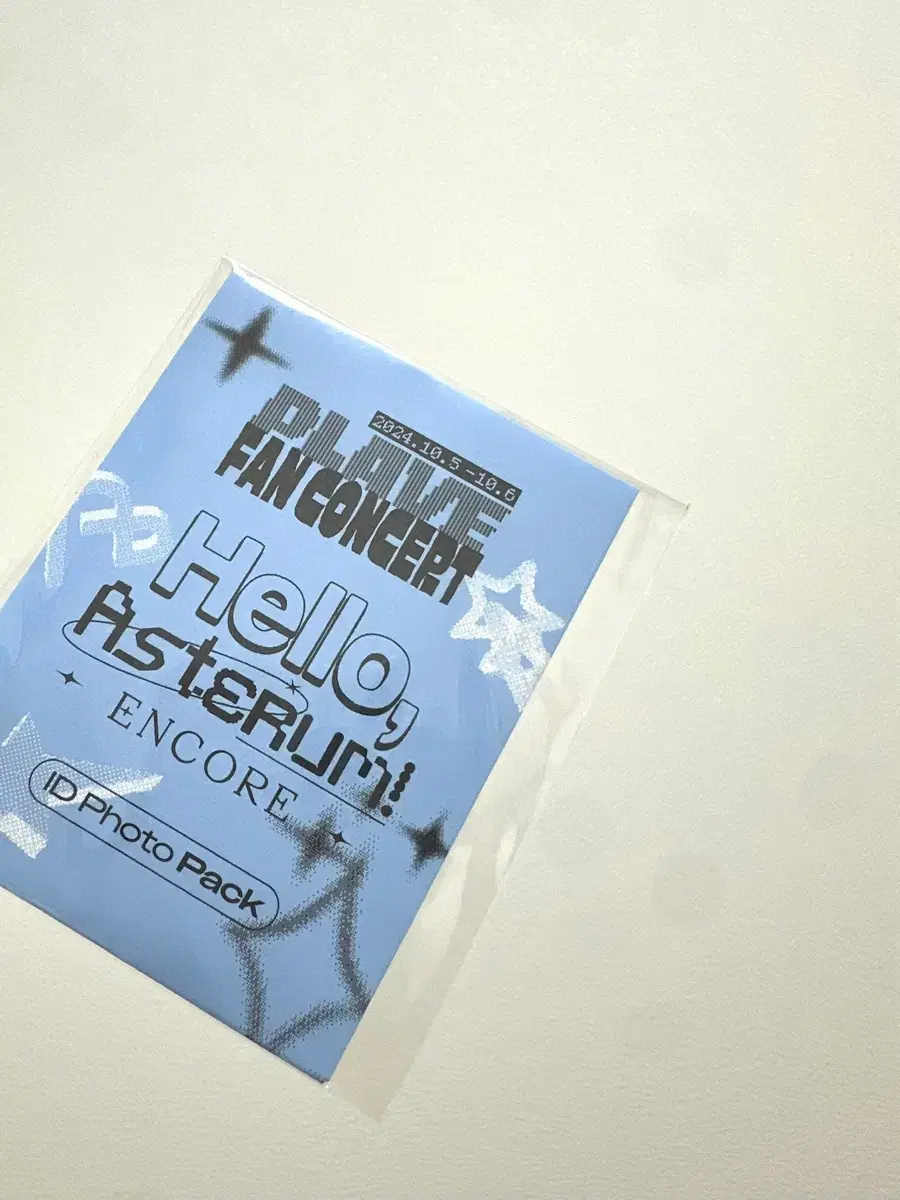 2024.10.5-10.6
PLAVE
FAN CONCERT
Hello,
Asterum!
ENCORE
ID Photo Pack